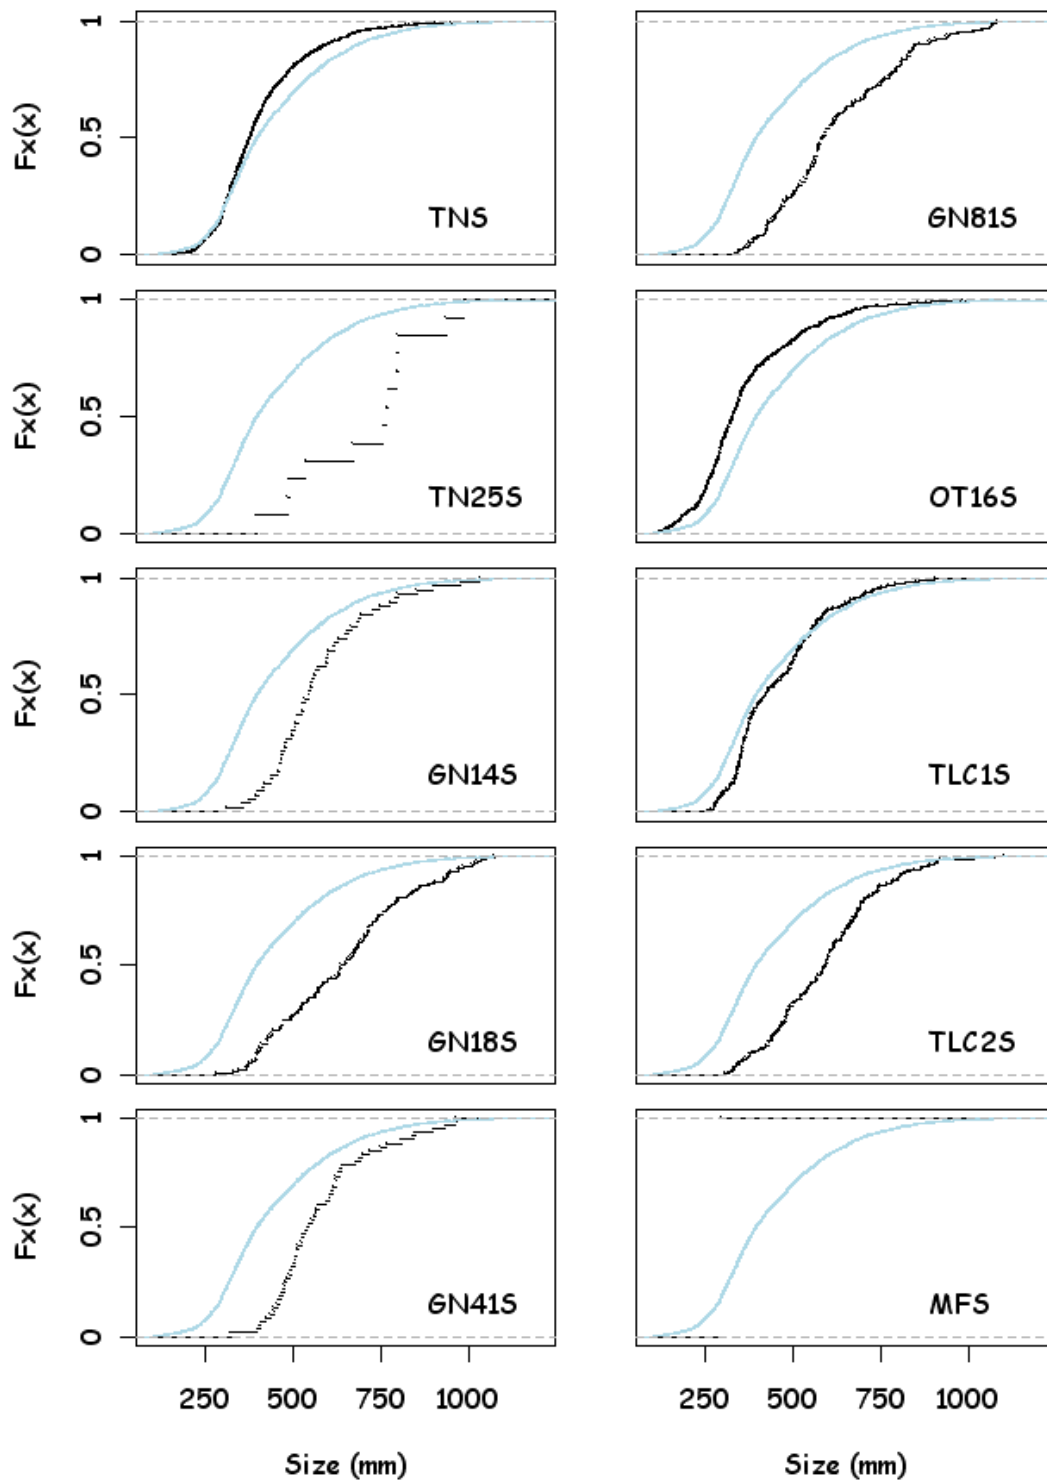 Fx(x)
1
0.5
0
TNS
GN81S
Fx(x)
1
0.5
0
TN25S
OT16S
Fx(x)
1
0.5
0
GN14S
TLC1S
Fx(x)
1
0.5
0
GN18S
TLC2S
Fx(x)
1
0.5
0
GN41S
MFS
250 500 750 1000
250 500 750 1000
Size (mm)
Size (mm)